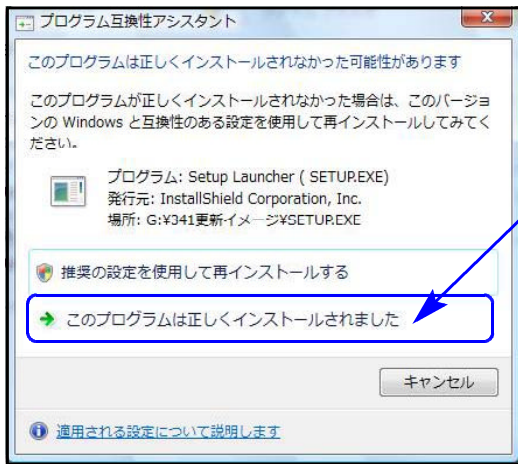 プログラム互換性アシスタント
このプログラムは正しくインストールされなかった可能性があります
このプログラムが正しくインストールされなかった場合は、このバージョ
ンの Windows と互換性のある設定を使用して再インストールしてみてく
ださい。
プログラム: Setup Launcher ( SETUP.EXE)
発行元: InstallShield Corporation, Inc.
場所: G:¥341更新イメージ¥SETUP.EXE
推奨の設定を使用して再インストールする
このプログラムは正しくインストールされました
キャンセル
適用される設定について説明します